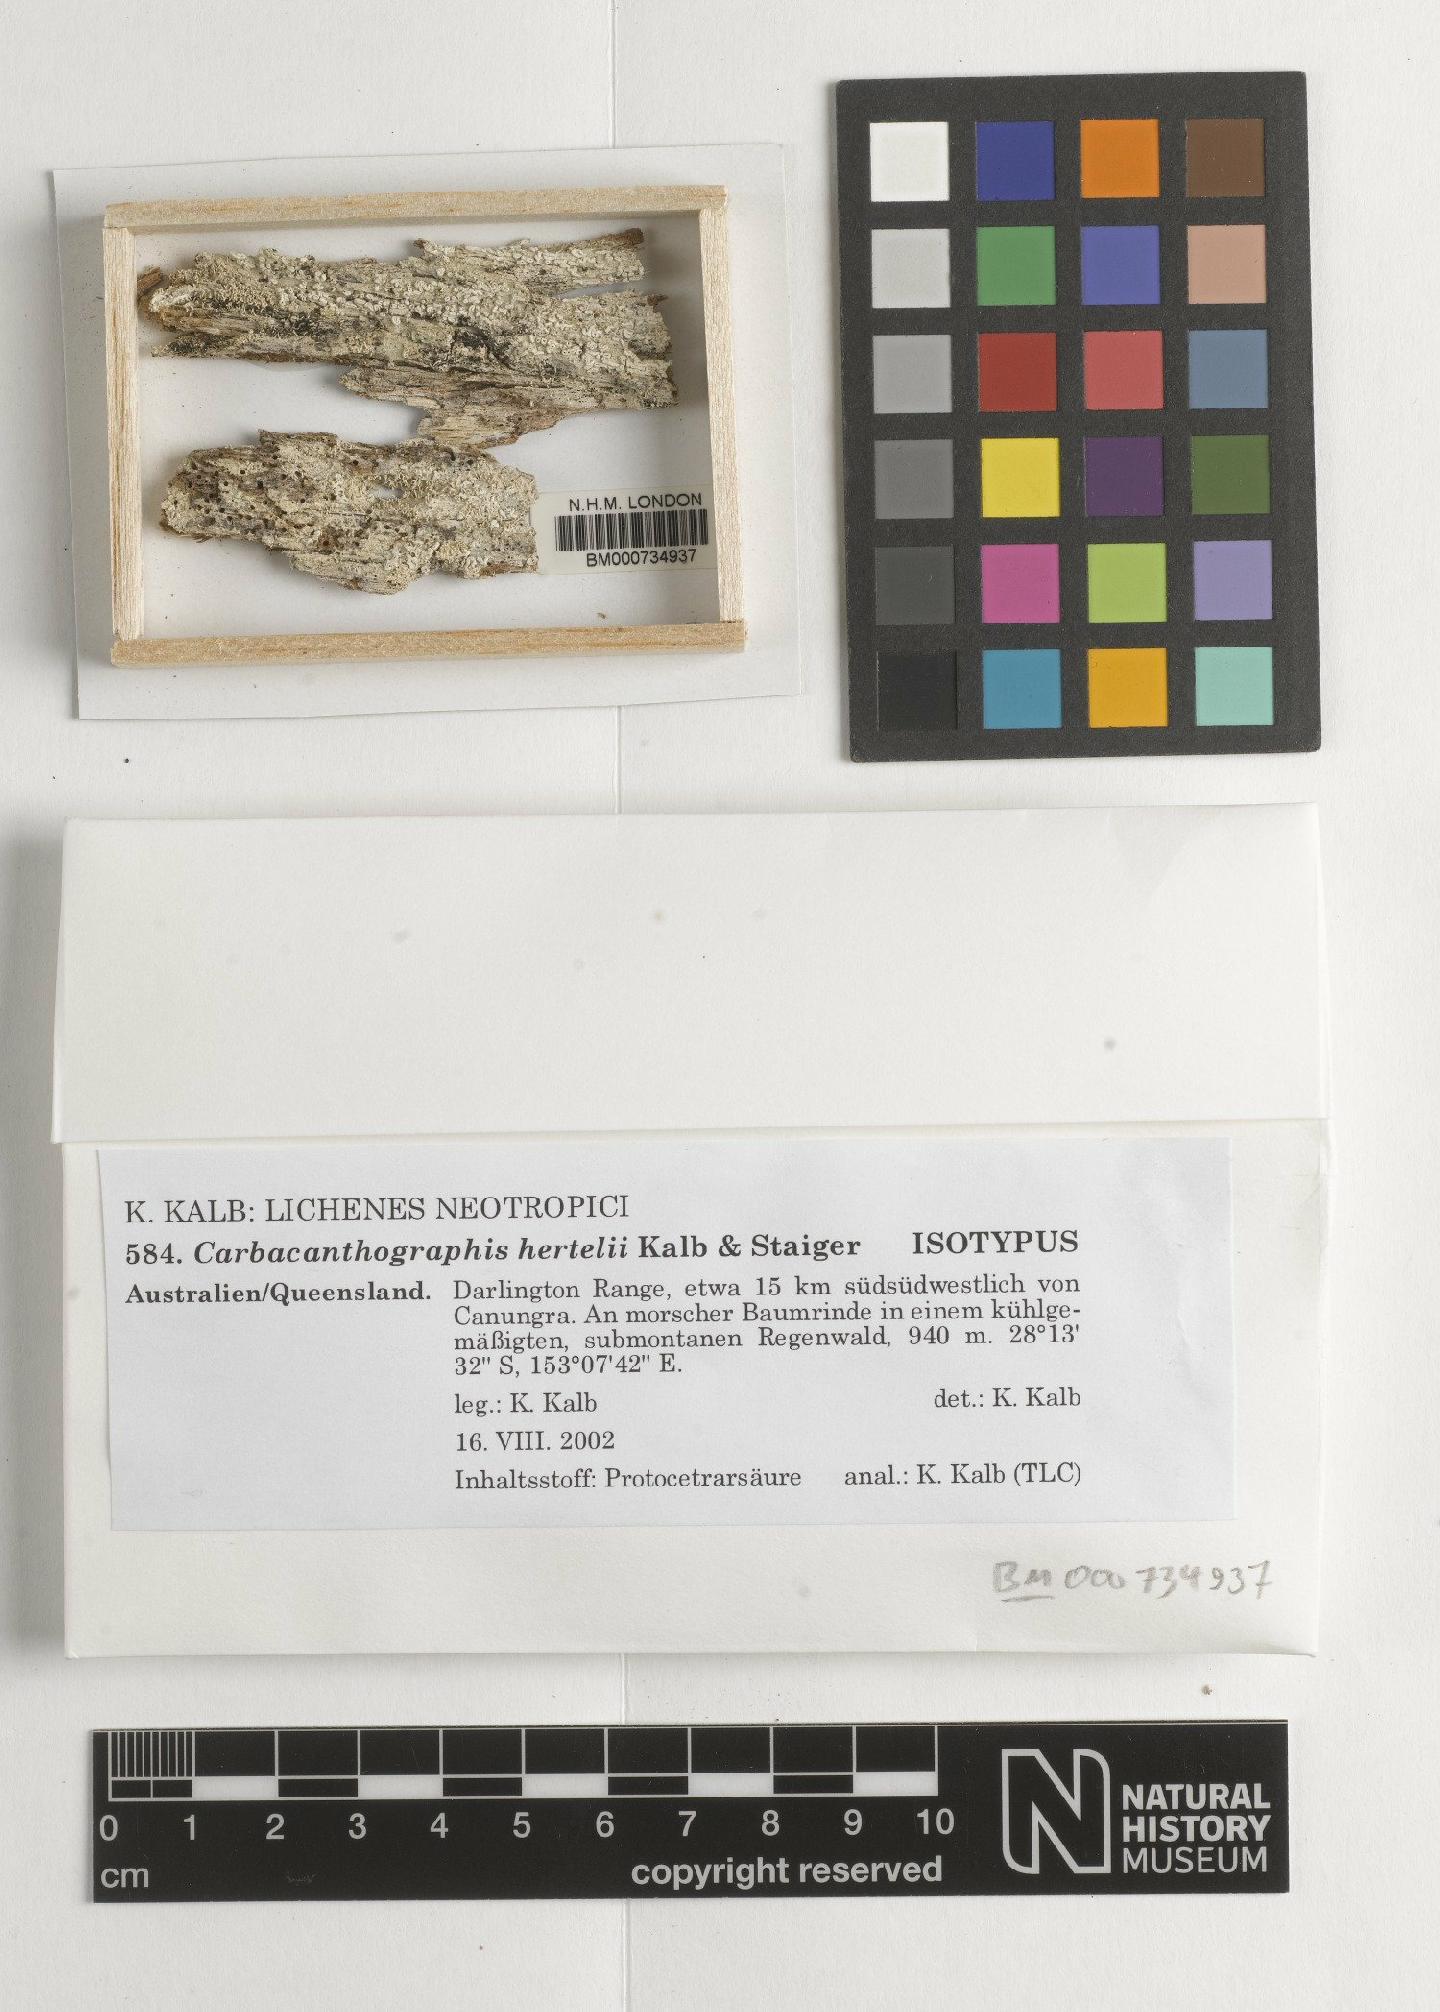 N.H.M. LONDON
BM000734937
K. KALB: LICHENES NEOTROPICI
584. Carbacanthographis hertelii Kalb & Staiger ISOTYPUS
Australien/Queensland. Darlington Range, etwa 15 km südsüdwestlich von
Canungra. An morscher Baumrinde in einem kühlge-
mäßigten, submontanen Regenwald, 940 m. 28°13'
32" S, 153°07'42" E.
leg.: K. Kalb det.: K. Kalb
16. VIII. 2002
Inhaltsstoff: Protocetrarsäure anal.: K. Kalb (TLC)
BM 000734937
0 1 2 3 4 5 6 7 8 9 10
cm copyright reserved
NATURAL
HISTORY
MUSEUM